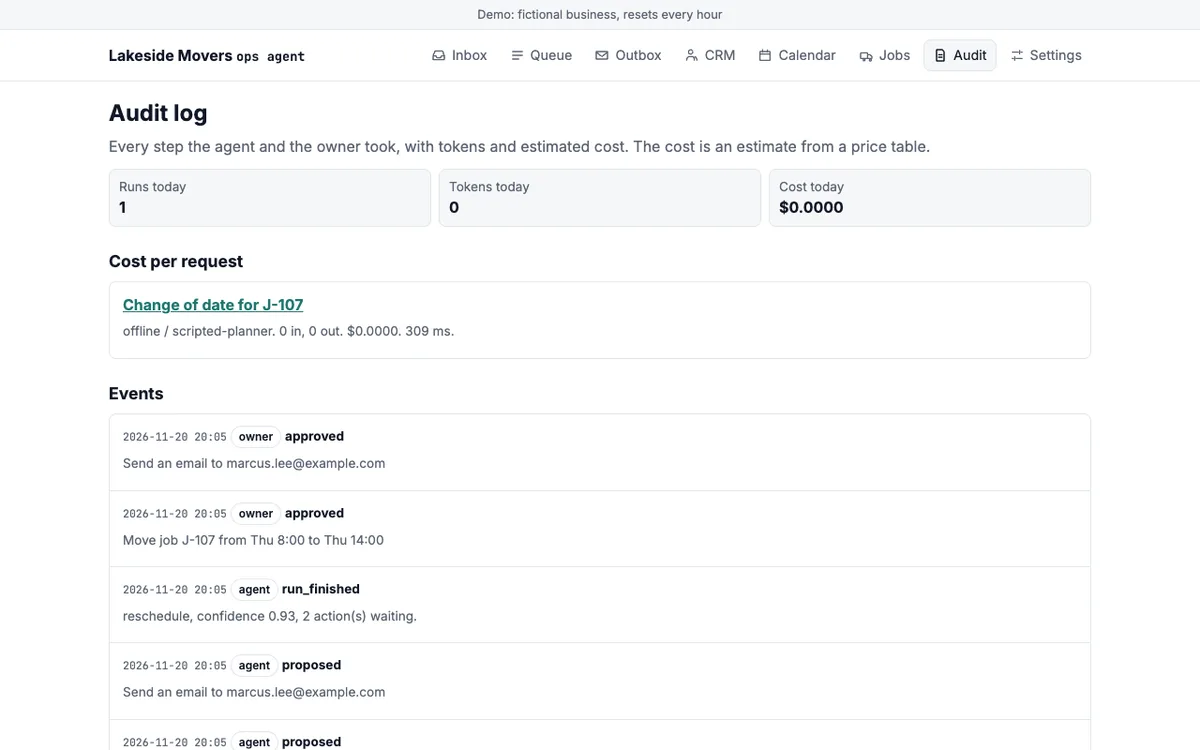 Demo: fictional business, resets every hour
Lakeside Movers ops agent
Inbox
Queue
Outbox
CRM
Calendar
Jobs
Audit
Settings
Audit log
Every step the agent and the owner took, with tokens and estimated cost. The cost is an estimate from a price table.
Runs today
1
Tokens today
0
Cost today
$0.0000
Cost per request
Change of date for J-107
offline / scripted-planner. 0 in, 0 out. $0.0000. 309 ms.
Events
2026-11-20 20:05 owner approved
Send an email to marcus.lee@example.com
2026-11-20 20:05 owner approved
Move job J-107 from Thu 8:00 to Thu 14:00
2026-11-20 20:05 agent run_finished
reschedule, confidence 0.93, 2 action(s) waiting.
2026-11-20 20:05 agent proposed
Send an email to marcus.lee@example.com
2026-11-20 20:05 agent proposed